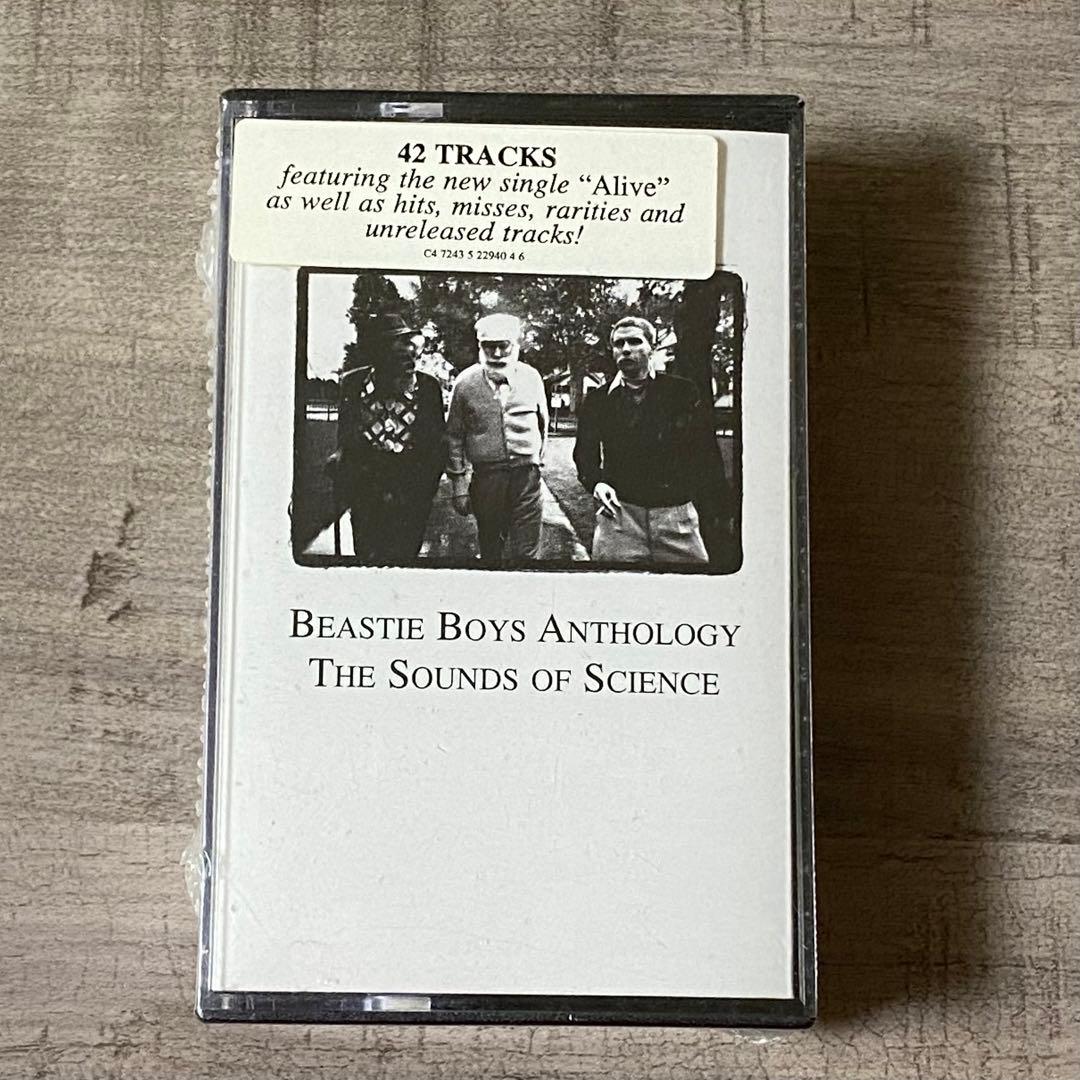 42 TRACKS
featuring the new single “Alive”
as well as hits, misses, rarities and
unreleased tracks!
C4 7243 5 22940 4 6
BEASTIE BOYS ANTHOLOGY
THE SOUNDS OF SCIENCE